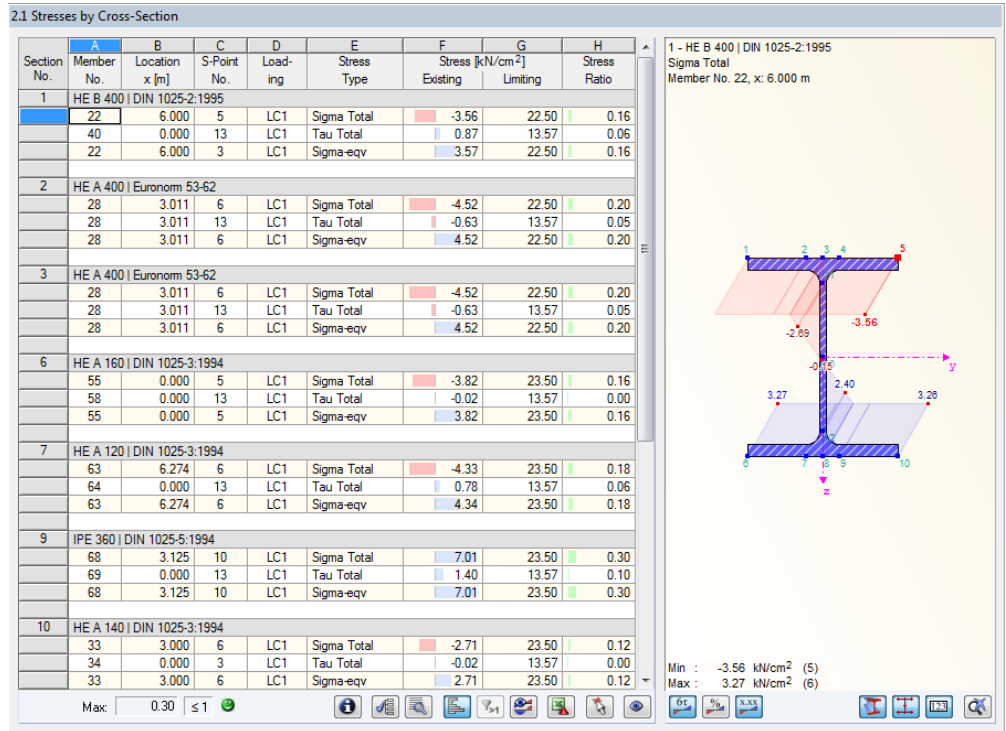 2.1 Stresses by Cross-Section
A B C D E F G H
Section Member Location S-Point Load- Stress Stress [kN/cm2] Stress
No. No. x [m] No. ing Type Existing Limiting Ratio
1 HE B 400 | DIN 1025-2:1995
22 6.000 5 LC1 Sigma Total -3.56 22.50 0.16
40 0.000 13 LC1 Tau Total 0.87 13.57 0.06
22 6.000 3 LC1 Sigma-eqv 3.57 22.50 0.16
2 HE A 400 | Euronorm 53-62
28 3.011 6 LC1 Sigma Total -4.52 22.50 0.20
28 3.011 13 LC1 Tau Total -0.63 13.57 0.05
28 3.011 6 LC1 Sigma-eqv 4.52 22.50 0.20
3 HE A 400 | Euronorm 53-62
28 3.011 6 LC1 Sigma Total -4.52 22.50 0.20
28 3.011 13 LC1 Tau Total -0.63 13.57 0.05
28 3.011 6 LC1 Sigma-eqv 4.52 22.50 0.20
6 HE A 160 | DIN 1025-3:1994
55 0.000 5 LC1 Sigma Total -3.82 23.50 0.16
58 0.000 13 LC1 Tau Total -0.02 13.57 0.00
55 0.000 5 LC1 Sigma-eqv 3.82 23.50 0.16
7 HE A 120 | DIN 1025-3:1994
63 6.274 6 LC1 Sigma Total -4.33 23.50 0.18
64 0.000 13 LC1 Tau Total 0.78 13.57 0.06
63 6.274 6 LC1 Sigma-eqv 4.34 23.50 0.18
9 IPE 360 | DIN 1025-5:1994
68 3.125 10 LC1 Sigma Total 7.01 23.50 0.30
69 0.000 13 LC1 Tau Total 1.40 13.57 0.10
68 3.125 10 LC1 Sigma-eqv 7.01 23.50 0.30
10 HE A 140 | DIN 1025-3:1994
33 3.000 6 LC1 Sigma Total -2.71 23.50 0.12
34 0.000 3 LC1 Tau Total -0.02 13.57 0.00
33 3.000 6 LC1 Sigma-eqv 2.71 23.50 0.12
Max: 0.30 ≤ 1
1 - HE B 400 | DIN 1025-2:1995
Sigma Total
Member No. 22, x: 6.000 m
1 2 3 4 5
-3.56
-2.69
-0.15
y
2.40
3.27 3.26
6 7 8 9 10
z
Min : -3.56 kN/cm2 (5)
Max : 3.27 kN/cm2 (6)
στ % x.xx 123